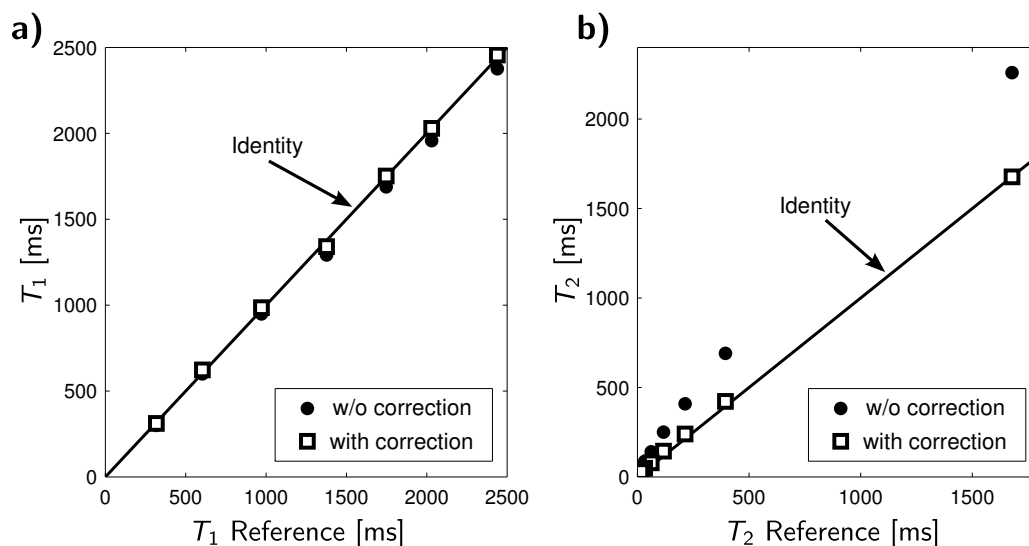 a)
2500
2000
1500
1000
500
0
T1 [ms]
Identity
w/o correction
with correction
0 500 1000 1500 2000 2500
T1 Reference [ms]
b)
2000
1500
1000
500
0
T2 [ms]
Identity
w/o correction
with correction
0 500 1000 1500
T2 Reference [ms]